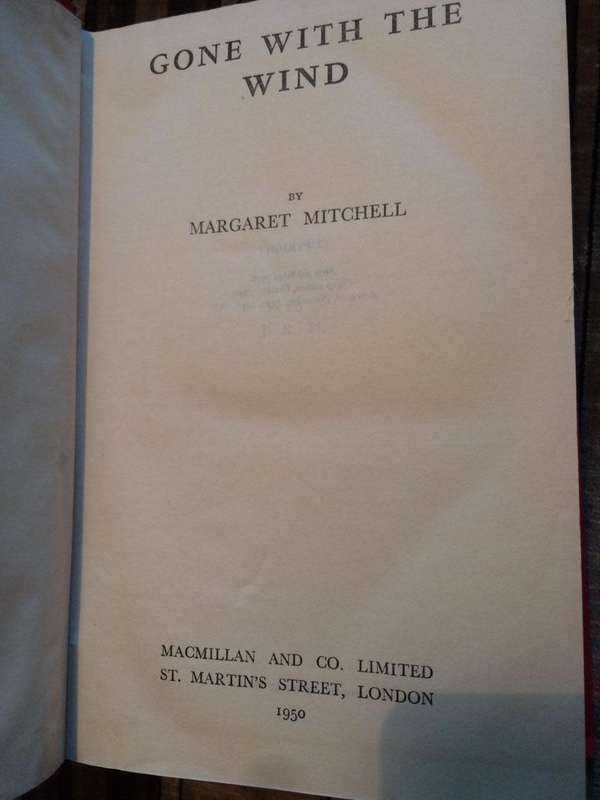 GONE WITH THE
WIND
BY
MARGARET MITCHELL
MACMILLAN AND CO. LIMITED
ST. MARTIN'S STREET, LONDON
1950